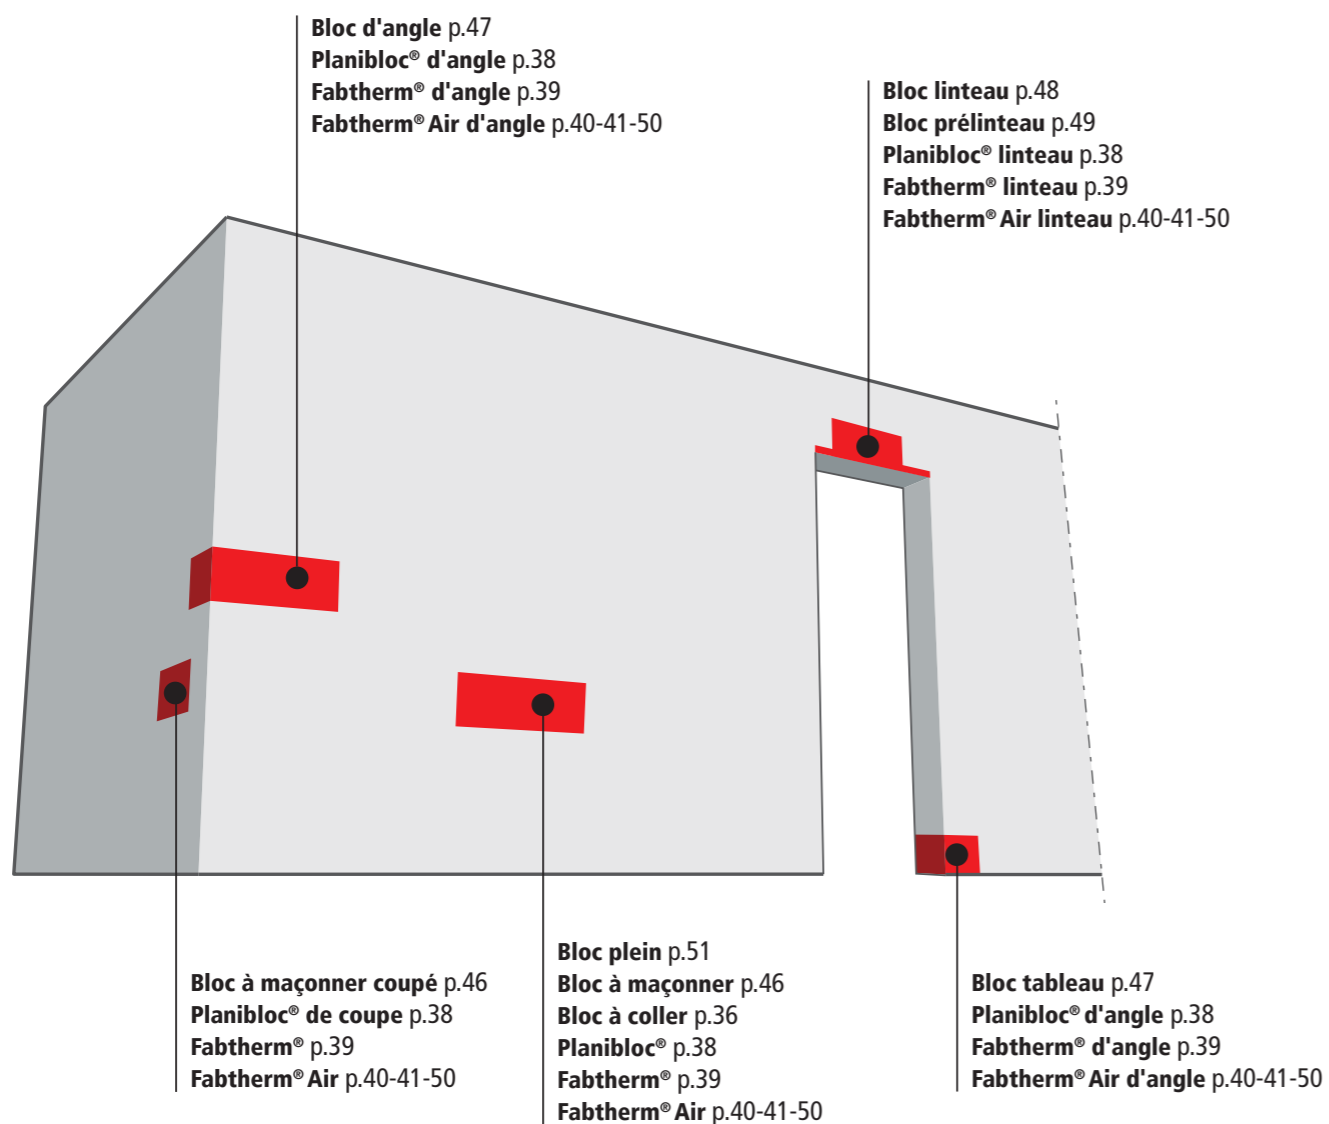 Bloc d'angle p.47
Planibloc® d'angle p.38
Fabtherm® d'angle p.39
Fabtherm® Air d'angle p.40-41-50
Bloc linteau p.48
Bloc prélinteau p.49
Planibloc® linteau p.38
Fabtherm® linteau p.39
Fabtherm® Air linteau p.40-41-50
Bloc à maçonner coupé p.46
Planibloc® de coupe p.38
Fabtherm® p.39
Fabtherm® Air p.40-41-50
Bloc plein p.51
Bloc à maçonner p.46
Bloc à coller p.36
Planibloc® p.38
Fabtherm® p.39
Fabtherm® Air p.40-41-50
Bloc tableau p.47
Planibloc® d'angle p.38
Fabtherm® d'angle p.39
Fabtherm® Air d'angle p.40-41-50